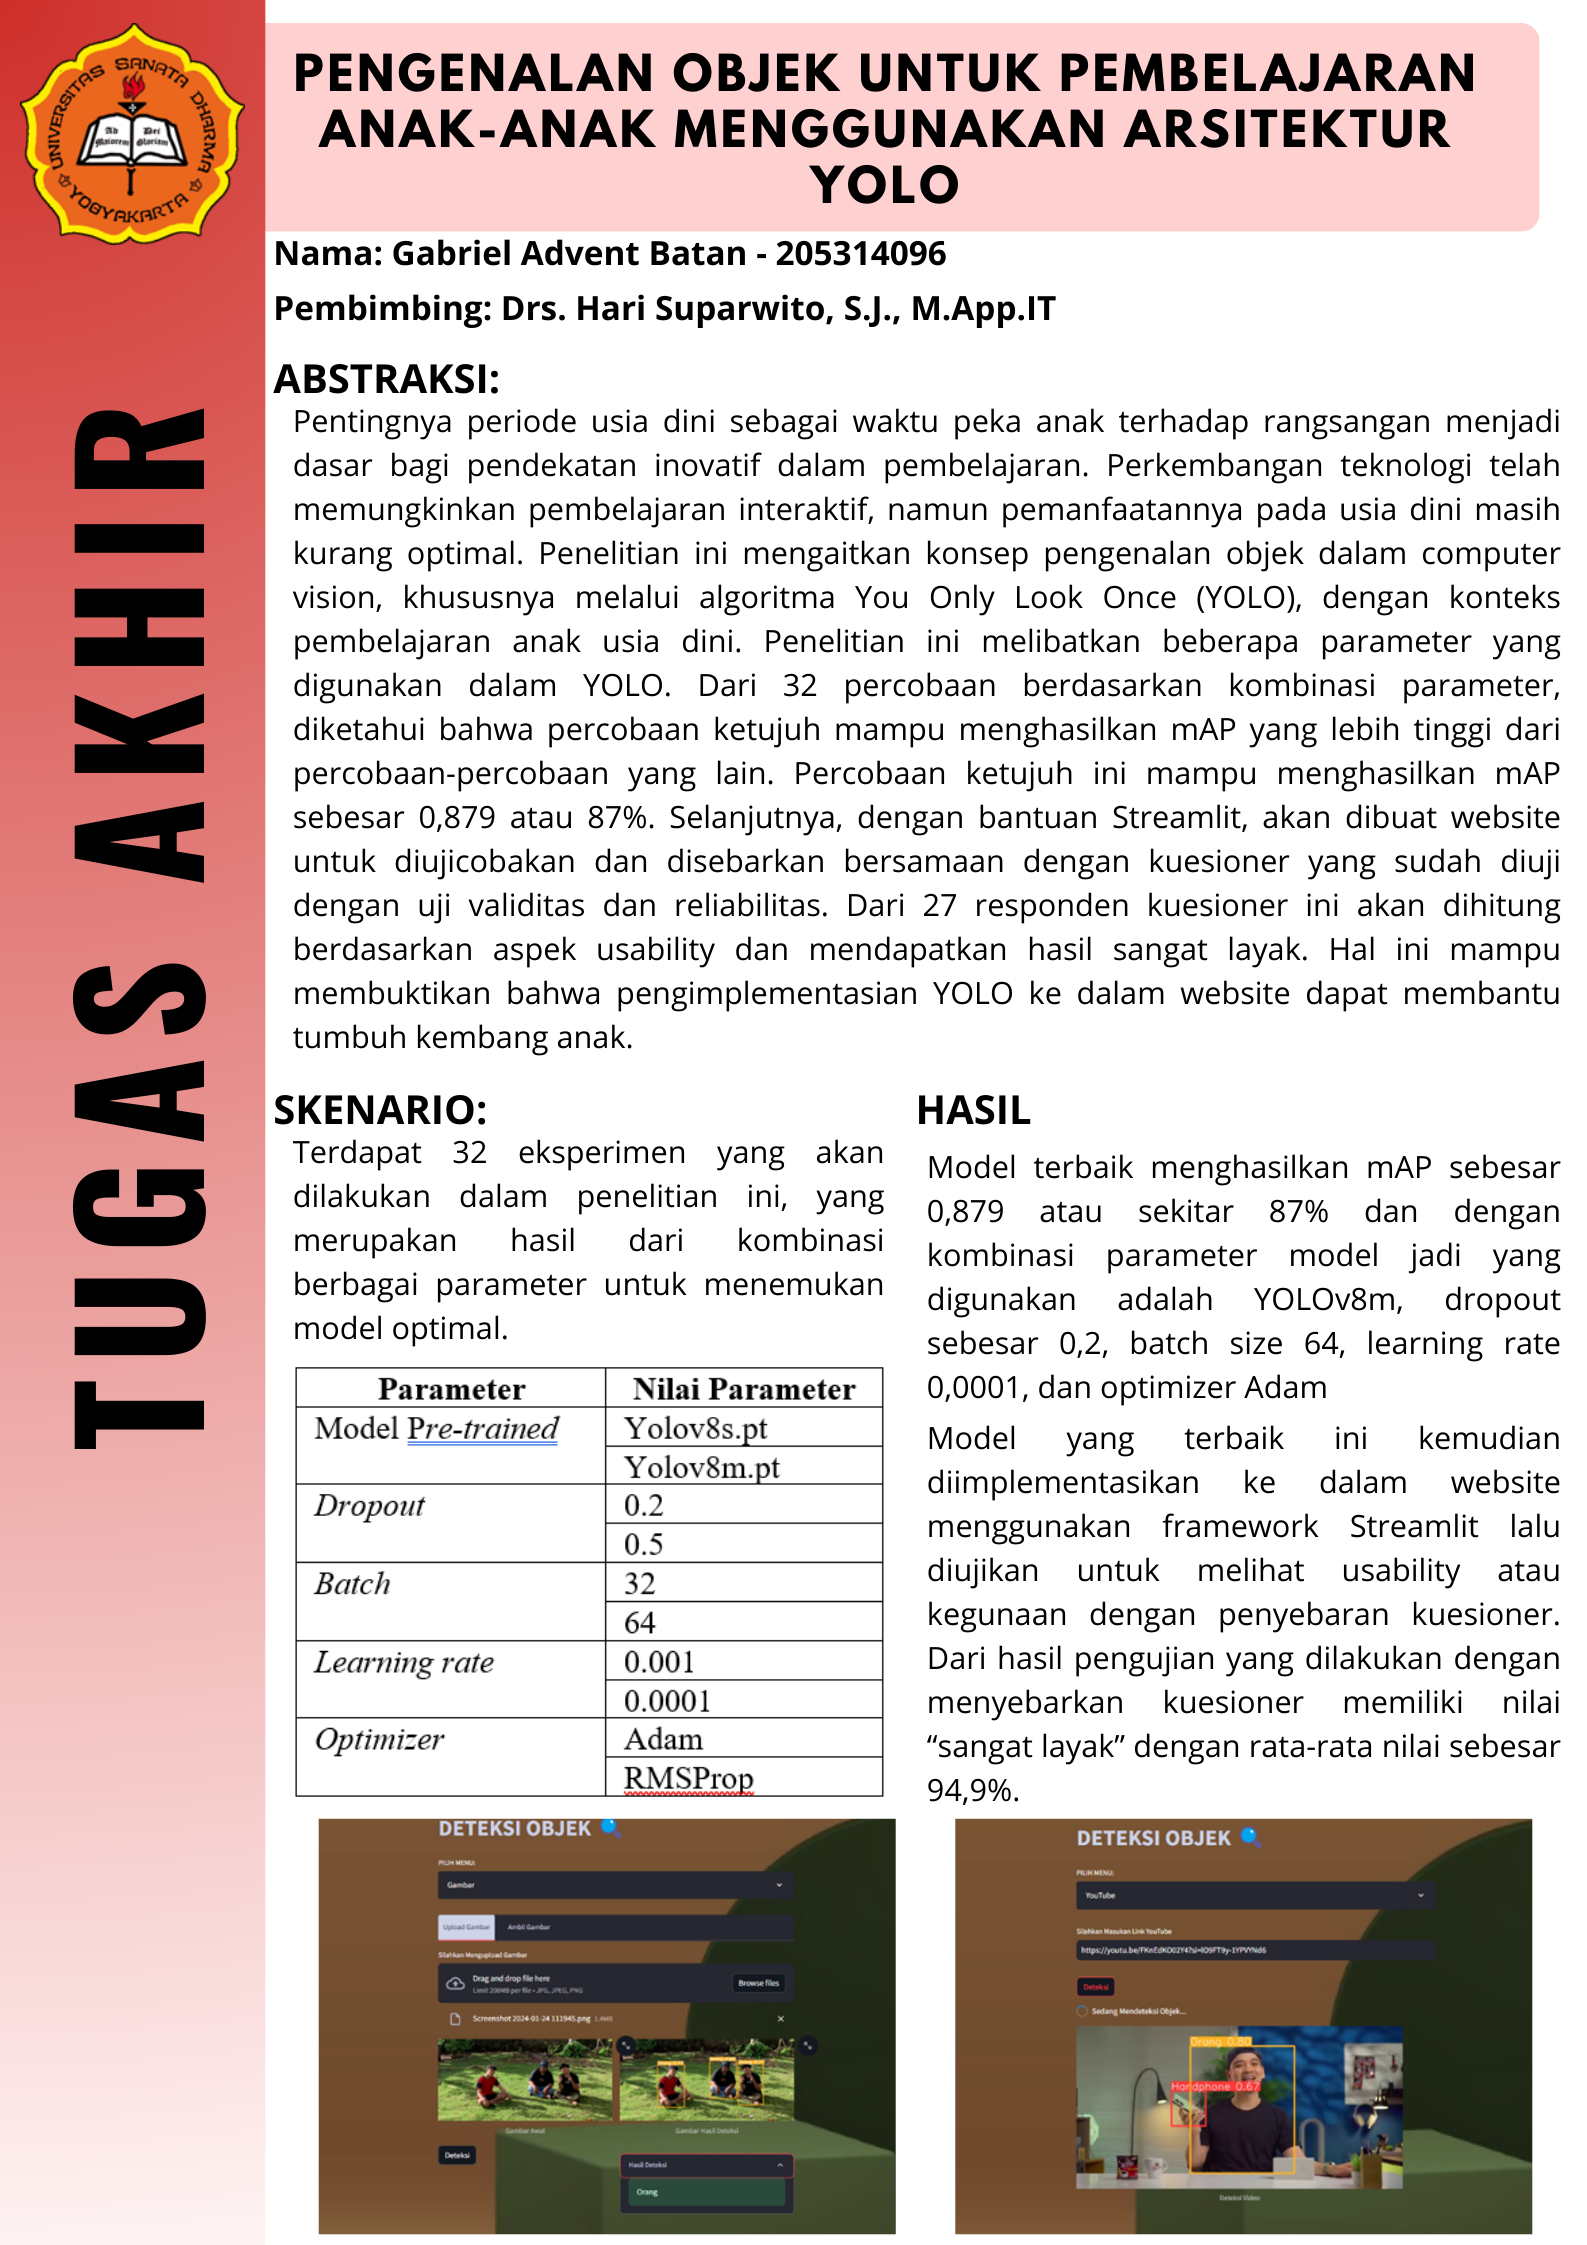 UNIVERSITAS SANATA DHARMA
Ad Dei
Maiorem Gloriam
YOGYAKARTA
TUGAS AKHIR
PENGENALAN OBJEK UNTUK PEMBELAJARAN
ANAK-ANAK MENGGUNAKAN ARSITEKTUR
YOLO
Nama: Gabriel Advent Batan - 205314096
Pembimbing: Drs. Hari Suparwito, S.J., M.App.IT
ABSTRAKSI:
Pentingnya periode usia dini sebagai waktu peka anak terhadap rangsangan menjadi
dasar bagi pendekatan inovatif dalam pembelajaran. Perkembangan teknologi telah
memungkinkan pembelajaran interaktif, namun pemanfaatannya pada usia dini masih
kurang optimal. Penelitian ini mengaitkan konsep pengenalan objek dalam computer
vision, khususnya melalui algoritma You Only Look Once (YOLO), dengan konteks
pembelajaran anak usia dini. Penelitian ini melibatkan beberapa parameter yang
digunakan dalam YOLO. Dari 32 percobaan berdasarkan kombinasi parameter,
diketahui bahwa percobaan ketujuh mampu menghasilkan mAP yang lebih tinggi dari
percobaan-percobaan yang lain. Percobaan ketujuh ini mampu menghasilkan mAP
sebesar 0,879 atau 87%. Selanjutnya, dengan bantuan Streamlit, akan dibuat website
untuk diujicobakan dan disebarkan bersamaan dengan kuesioner yang sudah diuji
dengan uji validitas dan reliabilitas. Dari 27 responden kuesioner ini akan dihitung
berdasarkan aspek usability dan mendapatkan hasil sangat layak. Hal ini mampu
membuktikan bahwa pengimplementasian YOLO ke dalam website dapat membantu
tumbuh kembang anak.
SKENARIO:
Terdapat 32 eksperimen yang akan
dilakukan dalam penelitian ini, yang
merupakan hasil dari kombinasi
berbagai parameter untuk menemukan
model optimal.
Parameter Nilai Parameter
Model Pre-trained Yolov8s.pt
Yolov8m.pt
Dropout 0.2
0.5
Batch 32
64
Learning rate 0.001
0.0001
Optimizer Adam
RMSProp
HASIL
Model terbaik menghasilkan mAP sebesar
0,879 atau sekitar 87% dan dengan
kombinasi parameter model jadi yang
digunakan adalah YOLOv8m, dropout
sebesar 0,2, batch size 64, learning rate
0,0001, dan optimizer Adam
Model yang terbaik ini kemudian
diimplementasikan ke dalam website
menggunakan framework Streamlit lalu
diujikan untuk melihat usability atau
kegunaan dengan penyebaran kuesioner.
Dari hasil pengujian yang dilakukan dengan
menyebarkan kuesioner memiliki nilai
“sangat layak” dengan rata-rata nilai sebesar
94,9%.
DETEKSI OBJEK
PILIH MENU:
Gambar
Upload Gambar Ambil Gambar
Silahkan Mengupload Gambar
Drag and drop file here
Limit 200MB per file • JPG, JPEG, PNG
Browse files
Screenshot 2024-01-24 111945.png 1.4MB
Gambar Awal
Gambar Hasil Deteksi
Deteksi
Hasil Deteksi
Orang
DETEKSI OBJEK
PILIH MENU:
YouTube
Silahkan Masukan Link YouTube
Deteksi
Sedang Mendeteksi Objek...
Orang 0.80
Handphone 0.67
Deteksi Video